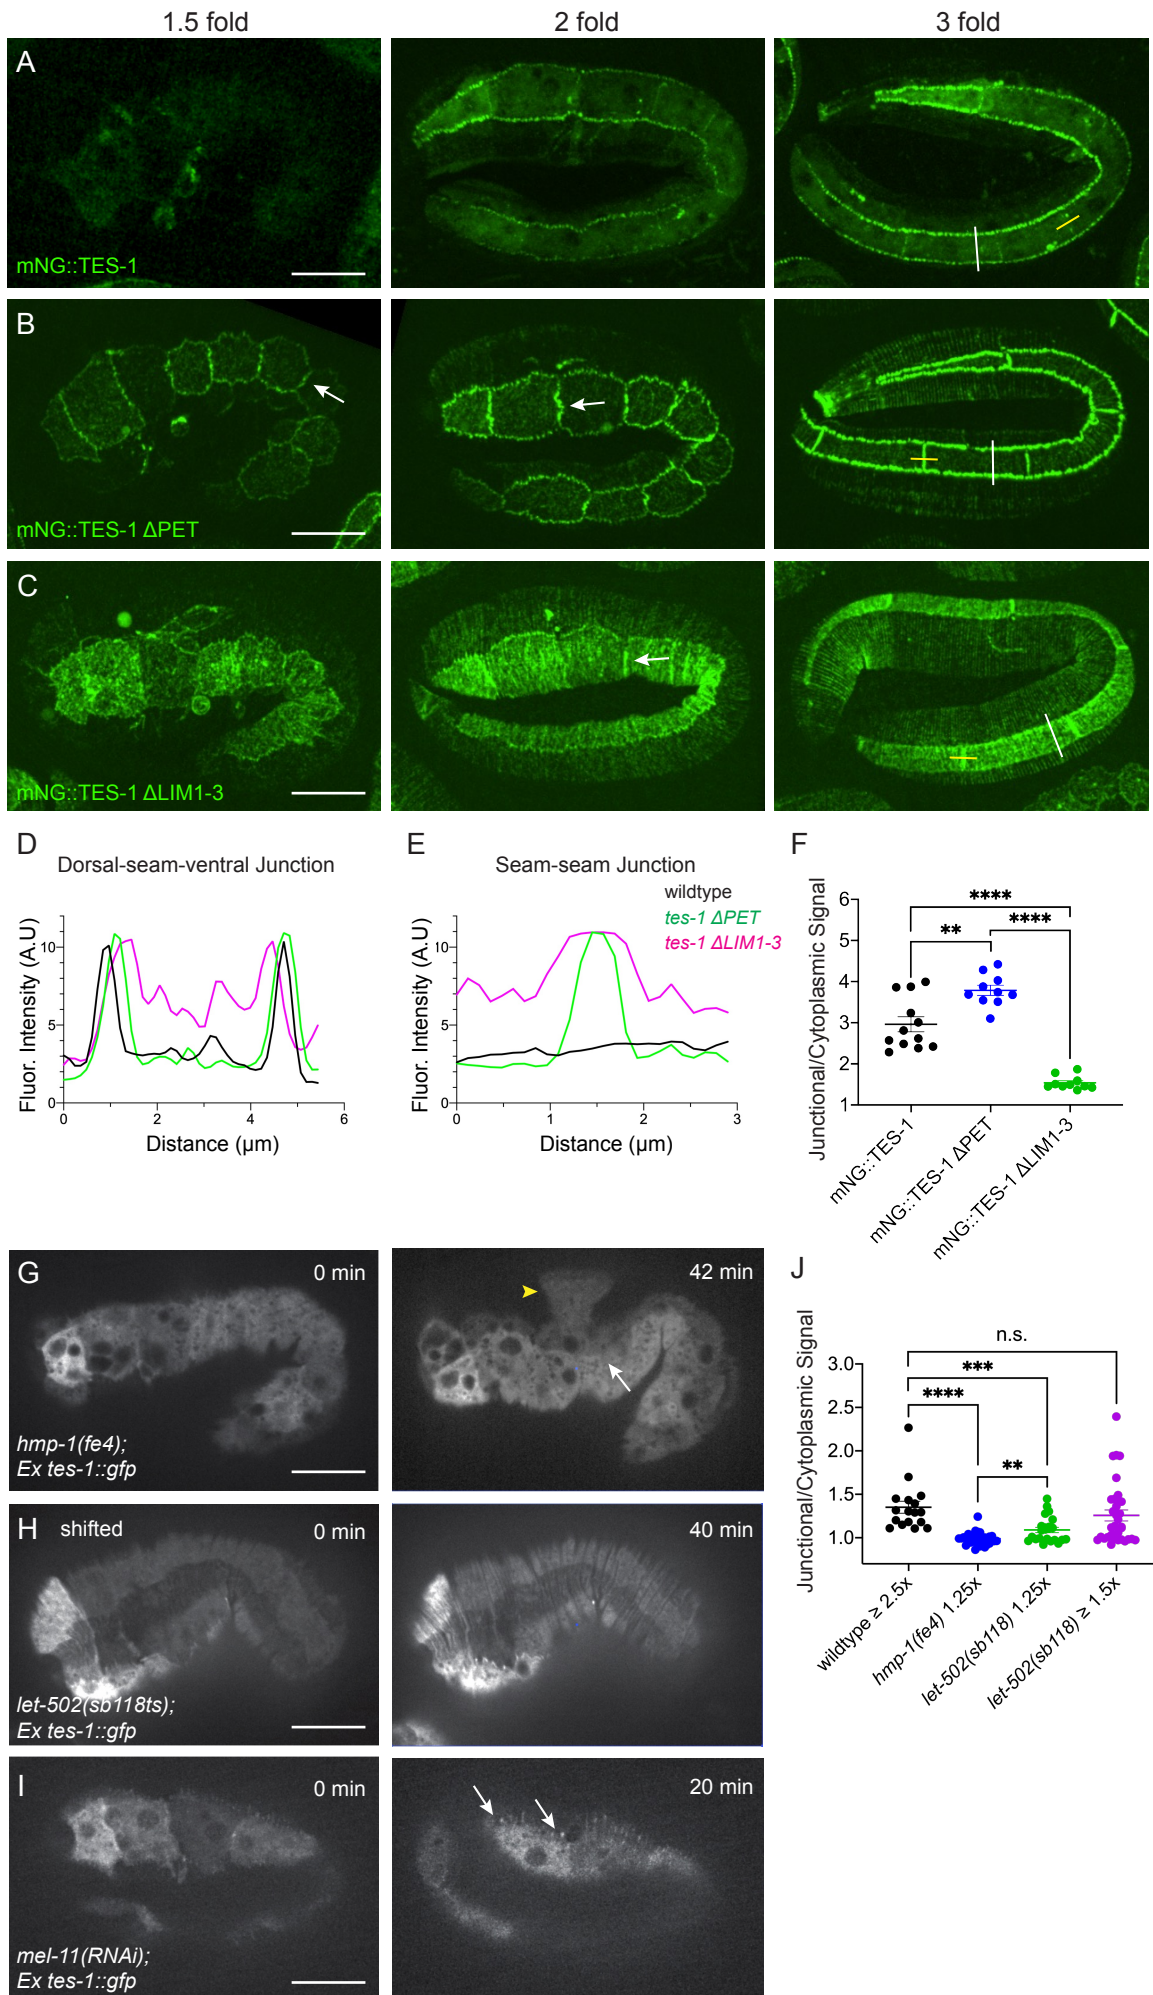 1.5 fold 2 fold 3 fold
A
mNG::TES-1
B
mNG::TES-1 ΔPET
C
mNG::TES-1 ΔLIM1-3
D
Dorsal-seam-ventral Junction
Fluor. Intensity (A.U)
10
5
0
0 2 4 6
Distance (µm)
E
Seam-seam Junction
wildtype
tes-1 ΔPET
tes-1 ΔLIM1-3
Fluor. Intensity (A.U)
10
5
0
0 1 2 3
Distance (µm)
F
Junctional/Cytoplasmic Signal
6
5
4
3
2
1
****
** ****
mNG::TES-1
mNG::TES-1 ΔPET
mNG::TES-1 ΔLIM1-3
G
0 min
42 min
hmp-1(fe4);
Ex tes-1::gfp
H shifted
0 min
40 min
let-502(sb118ts);
Ex tes-1::gfp
I
0 min
20 min
mel-11(RNAi);
Ex tes-1::gfp
J
Junctional/Cytoplasmic Signal
3.0
2.5
2.0
1.5
1.0
n.s.
***
****
**
wildtype ≥ 2.5x
hmp-1(fe4) 1.25x
let-502(sb118) 1.25x
let-502(sb118) ≥ 1.5x